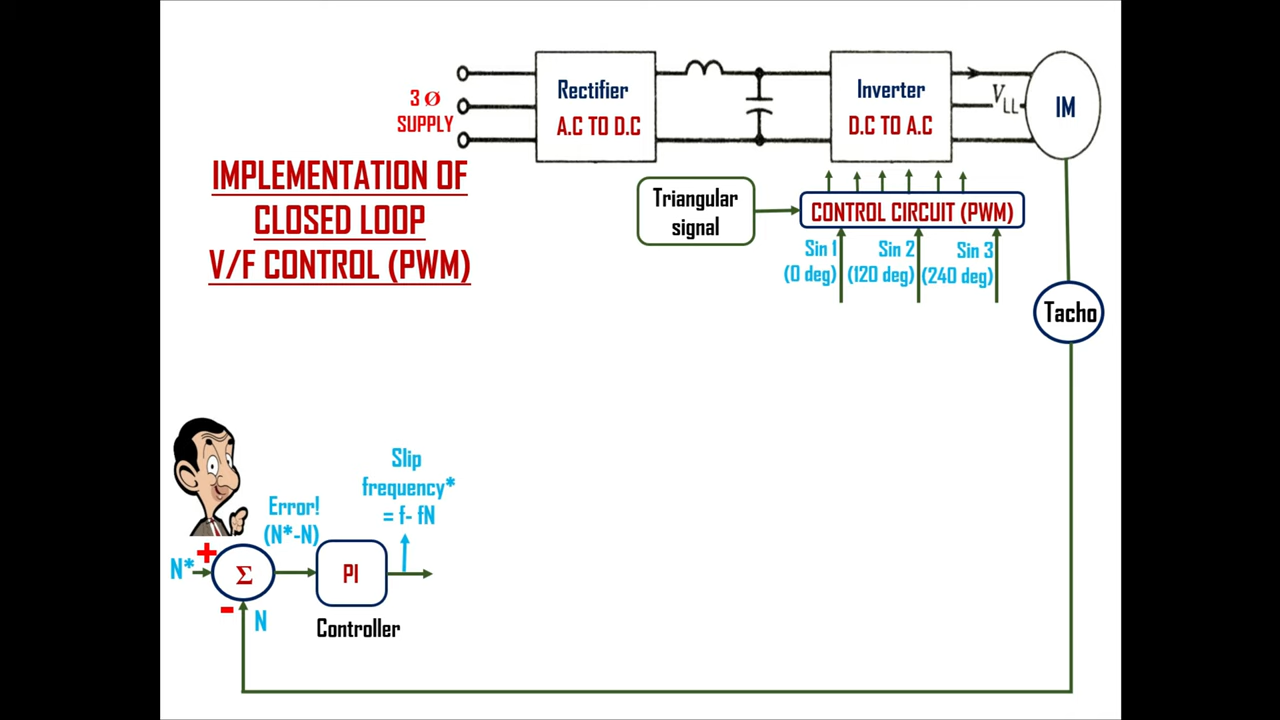 3 Ø
SUPPLY
Rectifier
A.C TO D.C
Inverter
D.C TO A.C
VLL
IM
IMPLEMENTATION OF
CLOSED LOOP
V/F CONTROL (PWM)
Triangular
signal
CONTROL CIRCUIT (PWM)
Sin 1
(0 deg)
Sin 2
(120 deg)
Sin 3
(240 deg)
Tacho
Slip
frequency*
= f- fN
Error!
(N*-N)
N*
+
Σ
-
N
PI
Controller